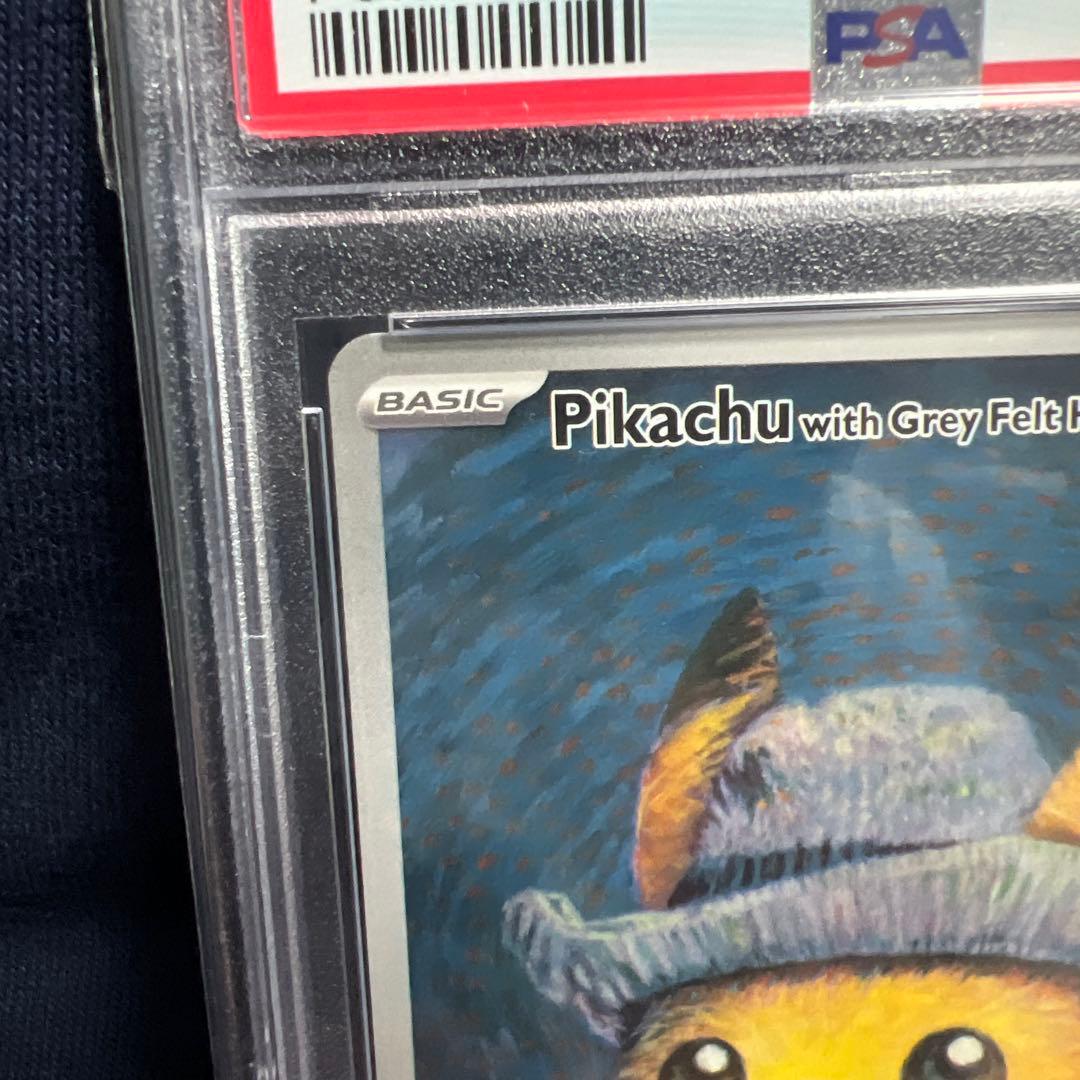 PSA
BASIC
Pikachu with Grey Felt